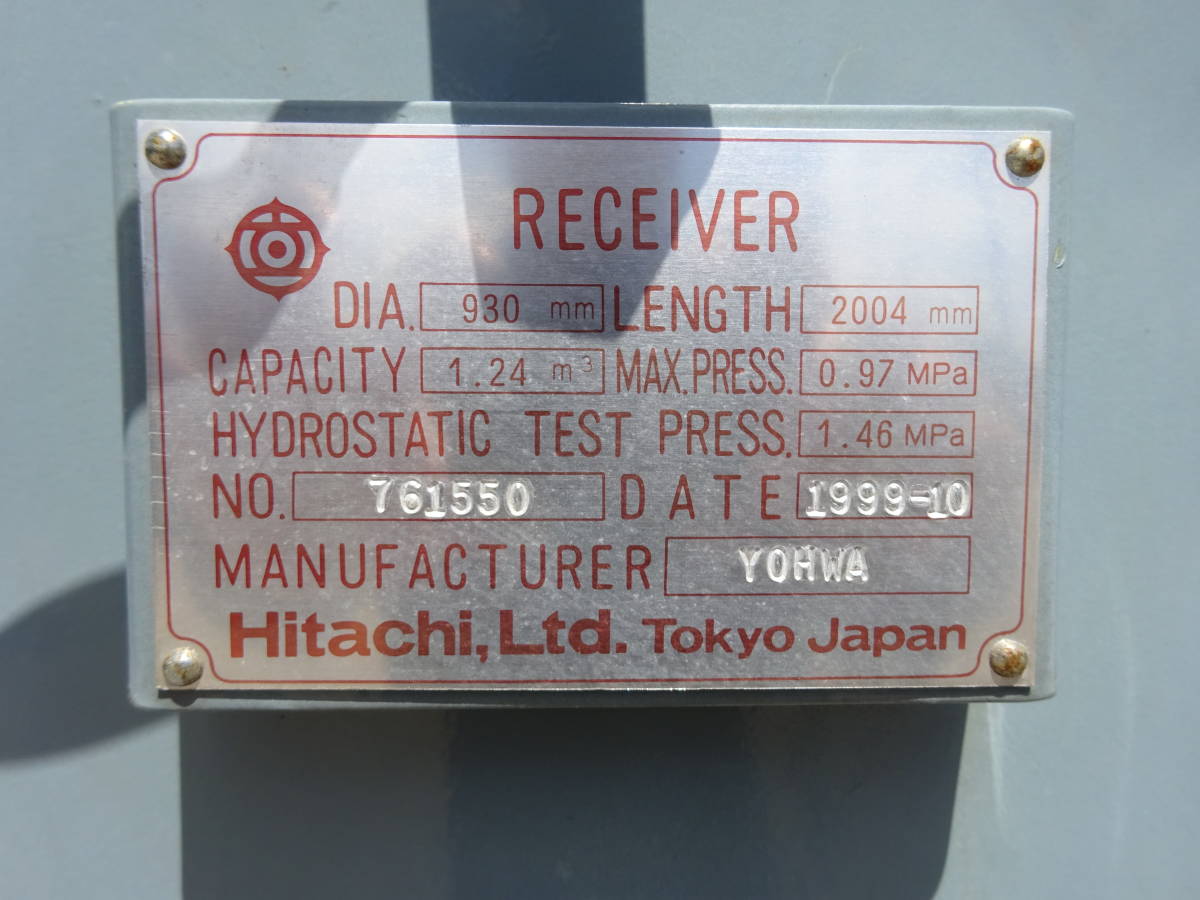 RECEIVER
DIA. 930 mm LENGTH 2004 mm
CAPACITY 1.24 m³ MAX.PRESS. 0.97 MPa
HYDROSTATIC TEST PRESS. 1.46 MPa
NO. 761550 DATE 1999-10
MANUFACTURER YOHWA
Hitachi, Ltd. Tokyo Japan